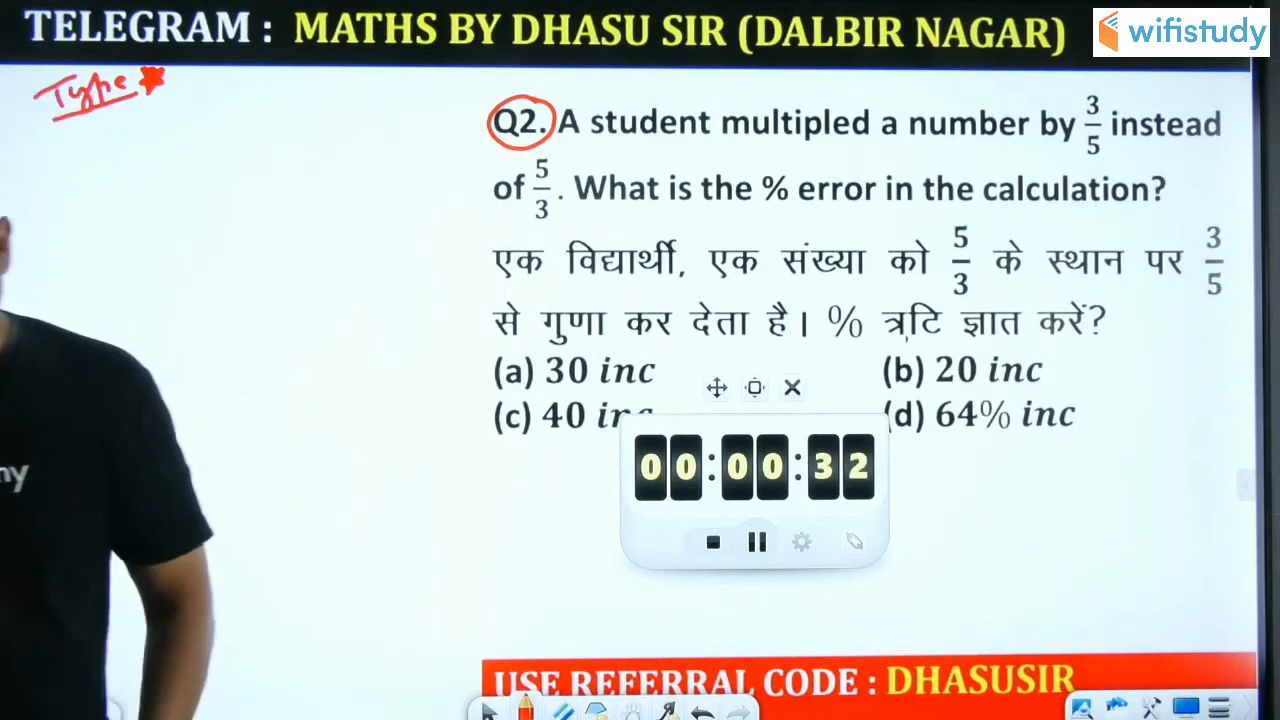 TELEGRAM : MATHS BY DHASU SIR (DALBIR NAGAR)
wifistudy
Type
Q2. A student multipled a number by 3/5 instead
of 5/3. What is the % error in the calculation?
एक विद्यार्थी, एक संख्या को 5/3 के स्थान पर 3/5
से गुणा कर देता है। % त्रुटि ज्ञात करें?
(a) 30 inc (b) 20 inc
(c) 40 inc (d) 64% inc
00:00:32
ny
USE REFERRAL CODE : DHASUSIR